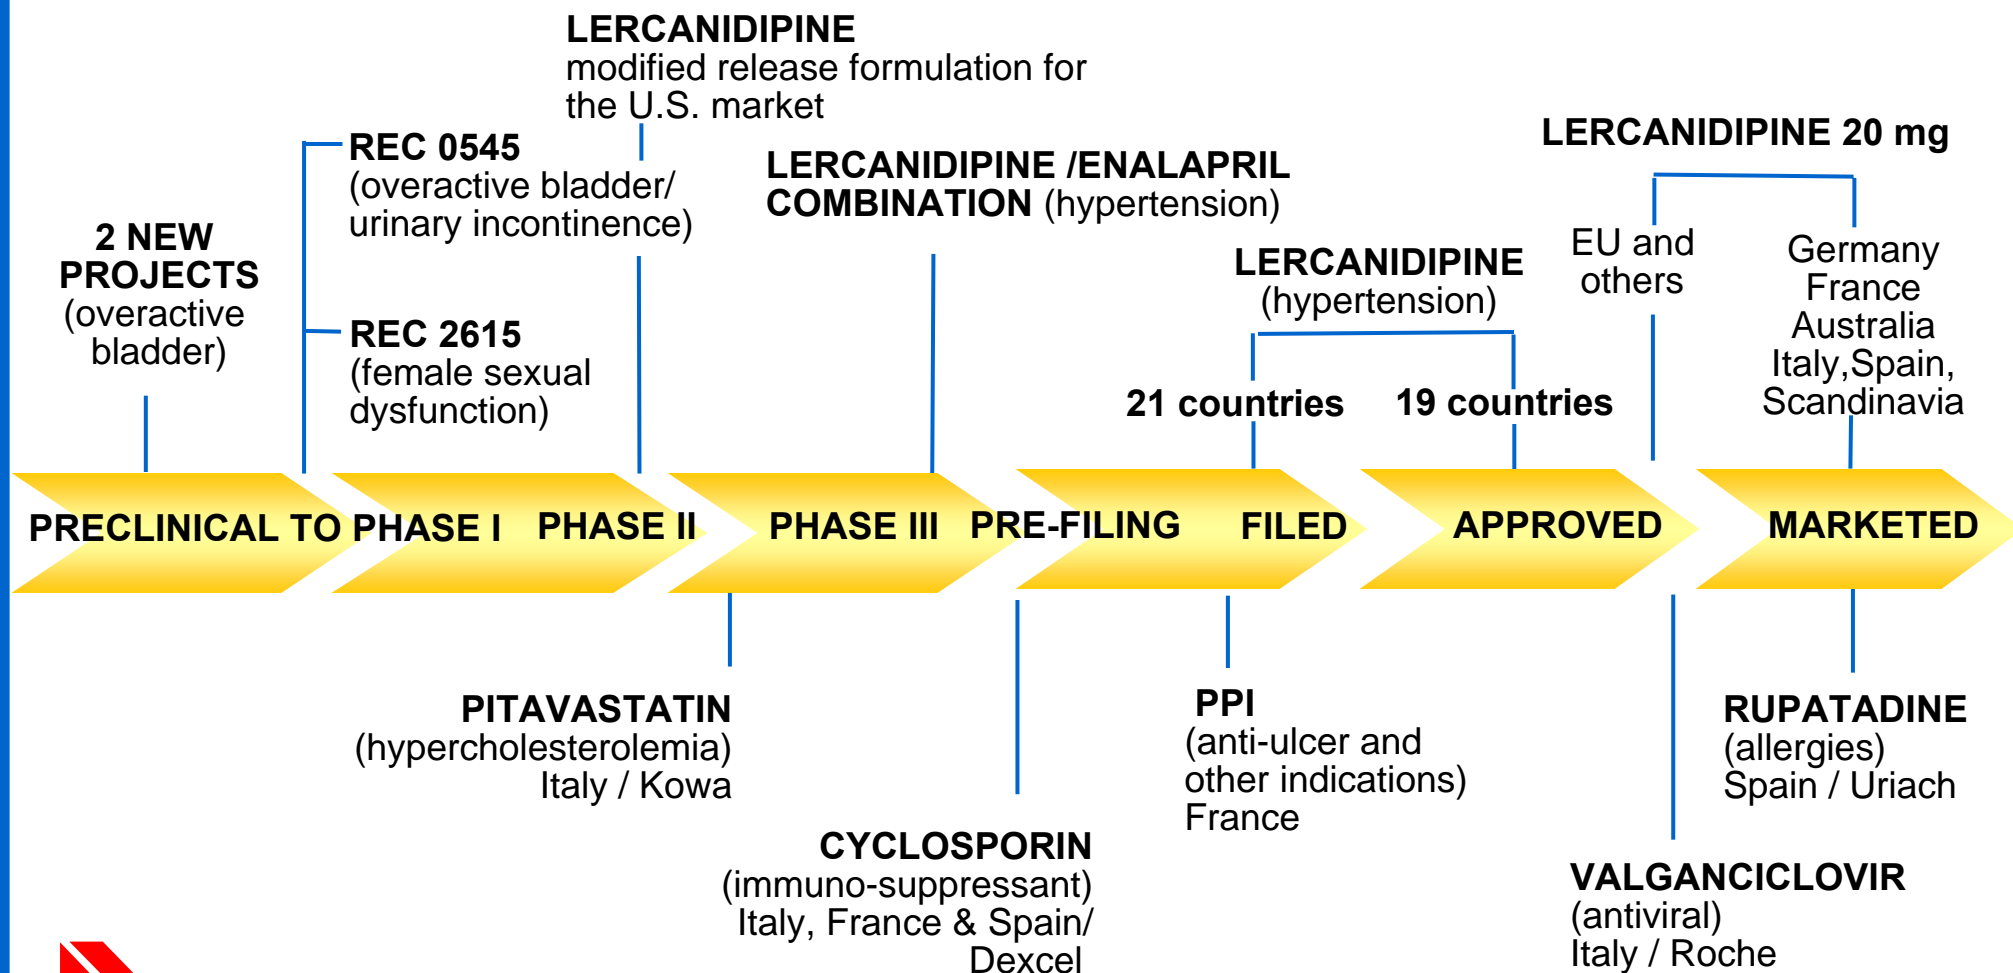 LERCANIDIPINE
modified release formulation for
the U.S. market
REC 0545
(overactive bladder/
urinary incontinence)
LERCANIDIPINE /ENALAPRIL
COMBINATION (hypertension)
LERCANIDIPINE 20 mg
2 NEW
PROJECTS
(overactive
bladder)
REC 2615
(female sexual
dysfunction)
LERCANIDIPINE
(hypertension)
21 countries
19 countries
EU and
others
Germany
France
Australia
Italy,Spain,
Scandinavia
PRECLINICAL TO PHASE I
PHASE II
PHASE III
PRE-FILING
FILED
APPROVED
MARKETED
PITAVASTATIN
(hypercholesterolemia)
Italy / Kowa
CYCLOSPORIN
(immuno-suppressant)
Italy, France & Spain/
Dexcel
PPI
(anti-ulcer and
other indications)
France
RUPATADINE
(allergies)
Spain / Uriach
VALGANCICLOVIR
(antiviral)
Italy / Roche